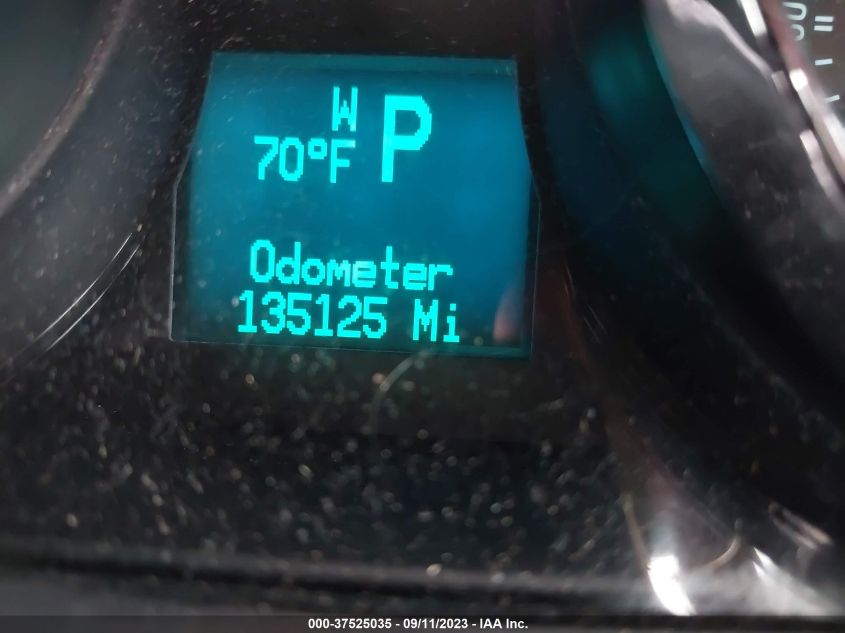 W
70°F P
Odometer
135125 Mi
000-37525035 - 09/11/2023 - IAA Inc.